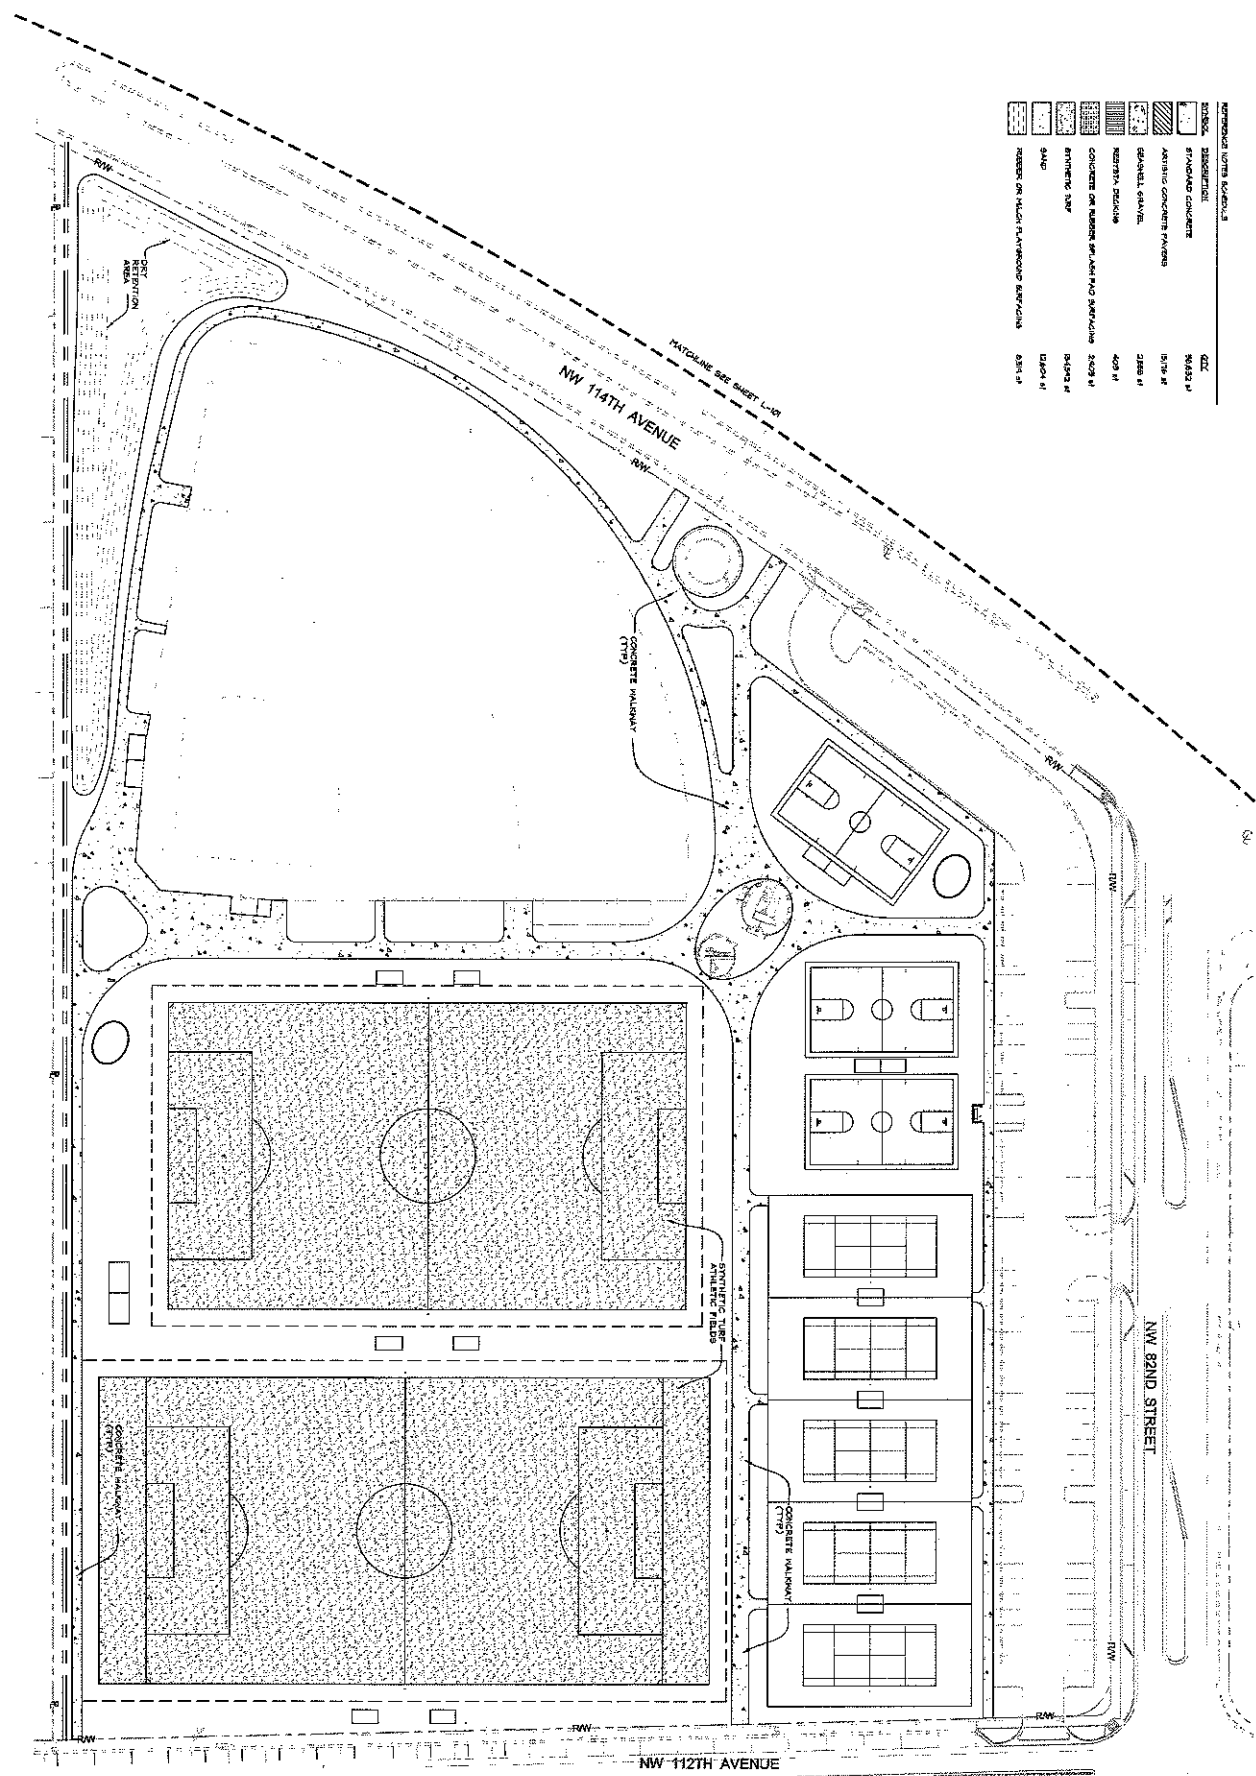 REFERENCE NOTES SCHEDULE
SYMBOL DESCRIPTION QTY
STANDARD CONCRETE
ARTISTIC CONCRETE PAVERS
SEASHELL GRAVEL
RESYSTA DECKING
CONCRETE OR RUBBER SPLASH PAD SURFACING
SYNTHETIC TURF
SAND
RUBBER OR MULCH PLAYGROUND SURFACING
MATCHLINE SEE SHEET L-101
NW 114TH AVENUE
R/W
R/W
R/W
R/W
R/W
R/W
R/W
R/W
DRY
RETENTION
AREA
CONCRETE WALKWAY
(TYP)
SYNTHETIC TURF
ATHLETIC FIELDS
CONCRETE WALKWAY
(TYP)
CONCRETE WALKWAY
(TYP)
NW 82ND STREET
NW 112TH AVENUE